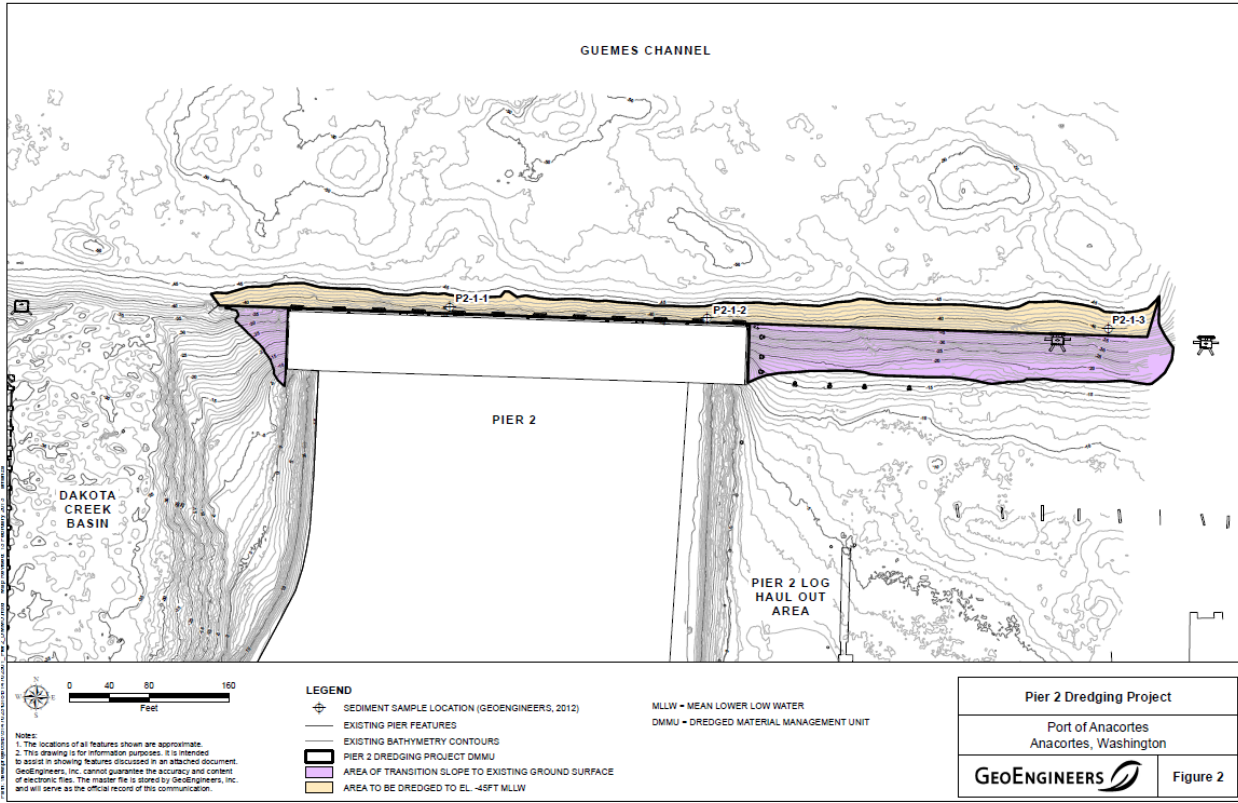 GUEMES CHANNEL
P2-1-1
P2-1-2
P2-1-3
PIER 2
DAKOTA
CREEK
BASIN
PIER 2 LOG
HAUL OUT
AREA
N
W
E
S
0 40 80 160
Feet
Notes:
1. The locations of all features shown are approximate.
2. This drawing is for information purposes. It is intended
to assist in showing features discussed in an attached document.
GeoEngineers, Inc. cannot guarantee the accuracy and content
of electronic files. The master file is stored by GeoEngineers, Inc.
and will serve as the official record of this communication.
LEGEND
SEDIMENT SAMPLE LOCATION (GEOENGINEERS, 2012)
EXISTING PIER FEATURES
EXISTING BATHYMETRY CONTOURS
PIER 2 DREDGING PROJECT DMMU
AREA OF TRANSITION SLOPE TO EXISTING GROUND SURFACE
AREA TO BE DREDGED TO EL. -45FT MLLW
MLLW = MEAN LOWER LOW WATER
DMMU = DREDGED MATERIAL MANAGEMENT UNIT
Pier 2 Dredging Project
Port of Anacortes
Anacortes, Washington
GEOENGINEERS
Figure 2